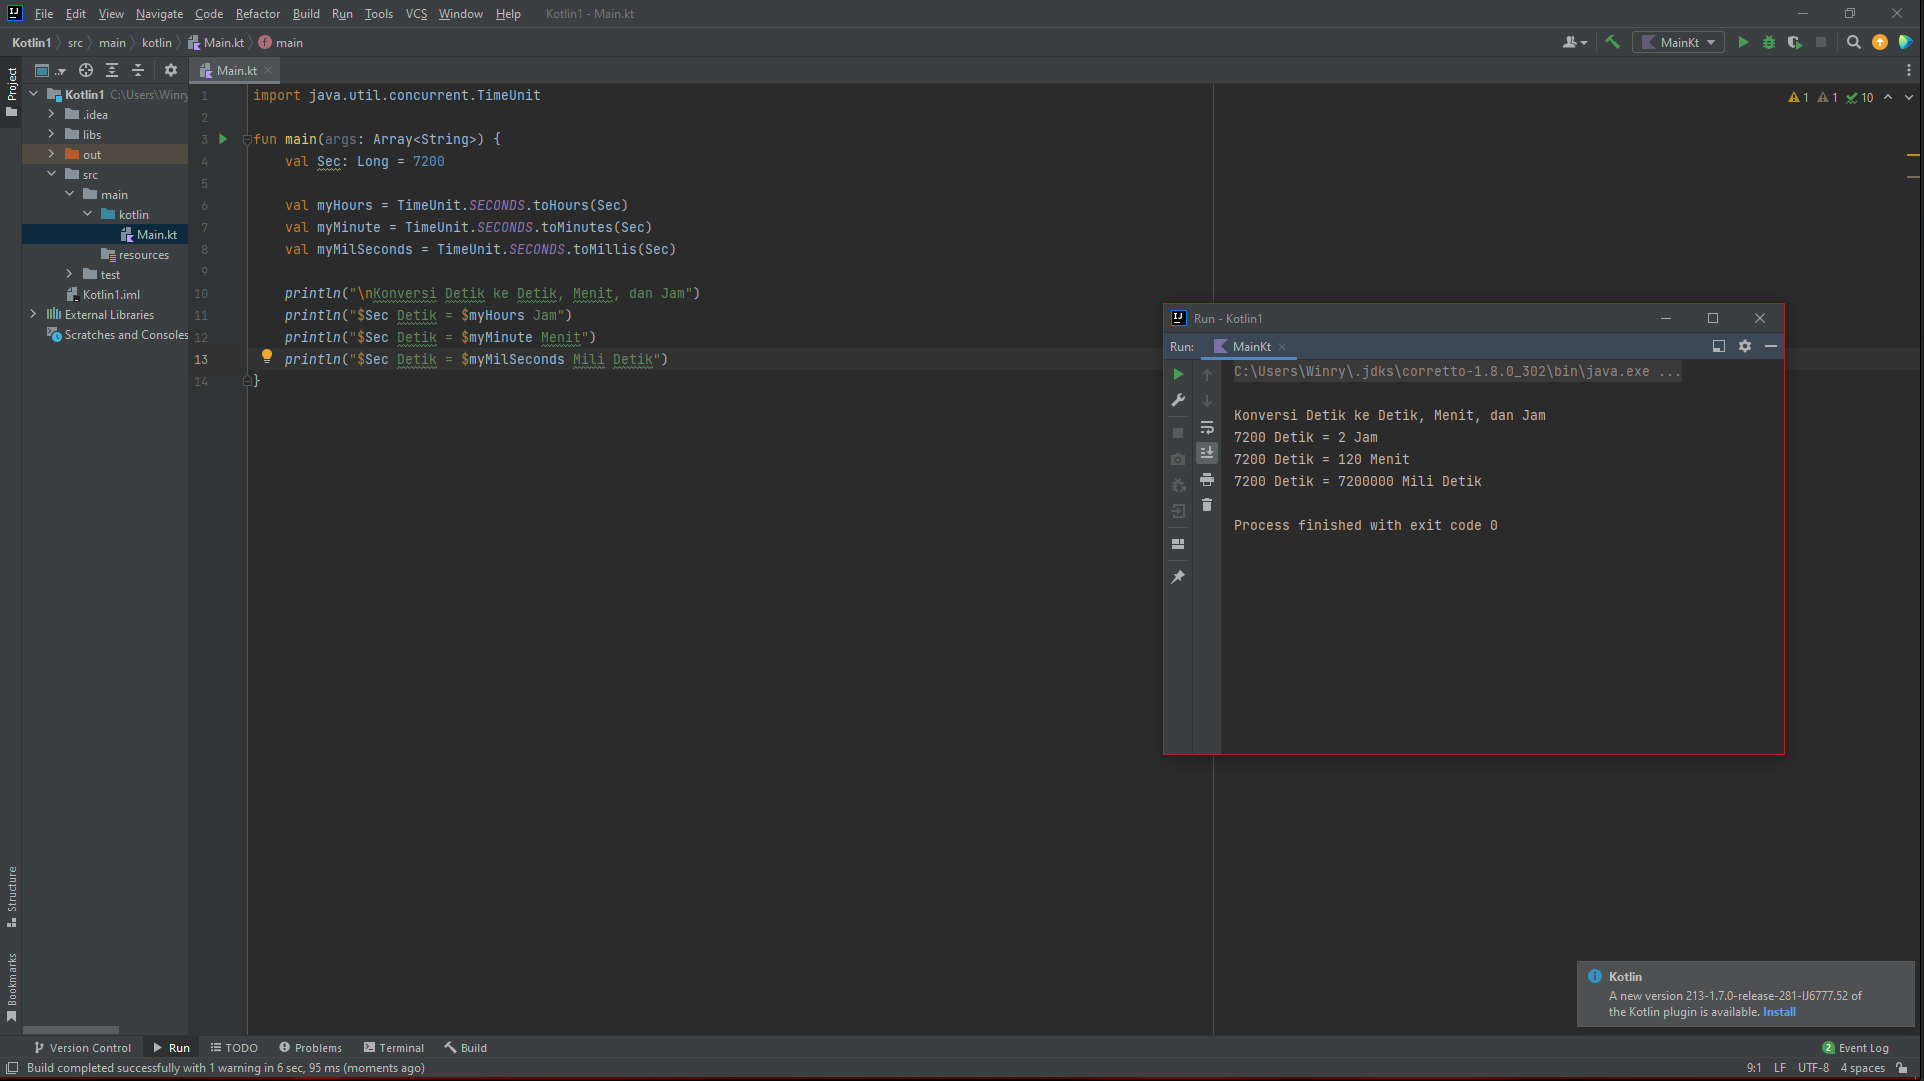 File Edit View Navigate Code Refactor Build Run Tools VCS Window Help Kotlin1 - Main.kt
Kotlin1 src main kotlin Main.kt main
MainKt
Project
Main.kt
Kotlin1 C:\Users\Winry
.idea
libs
out
src
main
kotlin
Main.kt
resources
test
Kotlin1.iml
External Libraries
Scratches and Consoles
1 import java.util.concurrent.TimeUnit
2
3 fun main(args: Array<String>) {
4 val Sec: Long = 7200
5
6 val myHours = TimeUnit.SECONDS.toHours(Sec)
7 val myMinute = TimeUnit.SECONDS.toMinutes(Sec)
8 val myMilSeconds = TimeUnit.SECONDS.toMillis(Sec)
9
10 println("\nKonversi Detik ke Detik, Menit, dan Jam")
11 println("$Sec Detik = $myHours Jam")
12 println("$Sec Detik = $myMinute Menit")
13 println("$Sec Detik = $myMilSeconds Mili Detik")
14 }
1 1 10
Run - Kotlin1
Run: MainKt
C:\Users\Winry\.jdks\corretto-1.8.0_302\bin\java.exe ...
Konversi Detik ke Detik, Menit, dan Jam
7200 Detik = 2 Jam
7200 Detik = 120 Menit
7200 Detik = 7200000 Mili Detik
Process finished with exit code 0
Structure
Bookmarks
Kotlin
A new version 213-1.7.0-release-281-IJ6777.52 of
the Kotlin plugin is available. Install
Version Control Run TODO Problems Terminal Build
2 Event Log
Build completed successfully with 1 warning in 6 sec, 95 ms (moments ago)
9:1 LF UTF-8 4 spaces